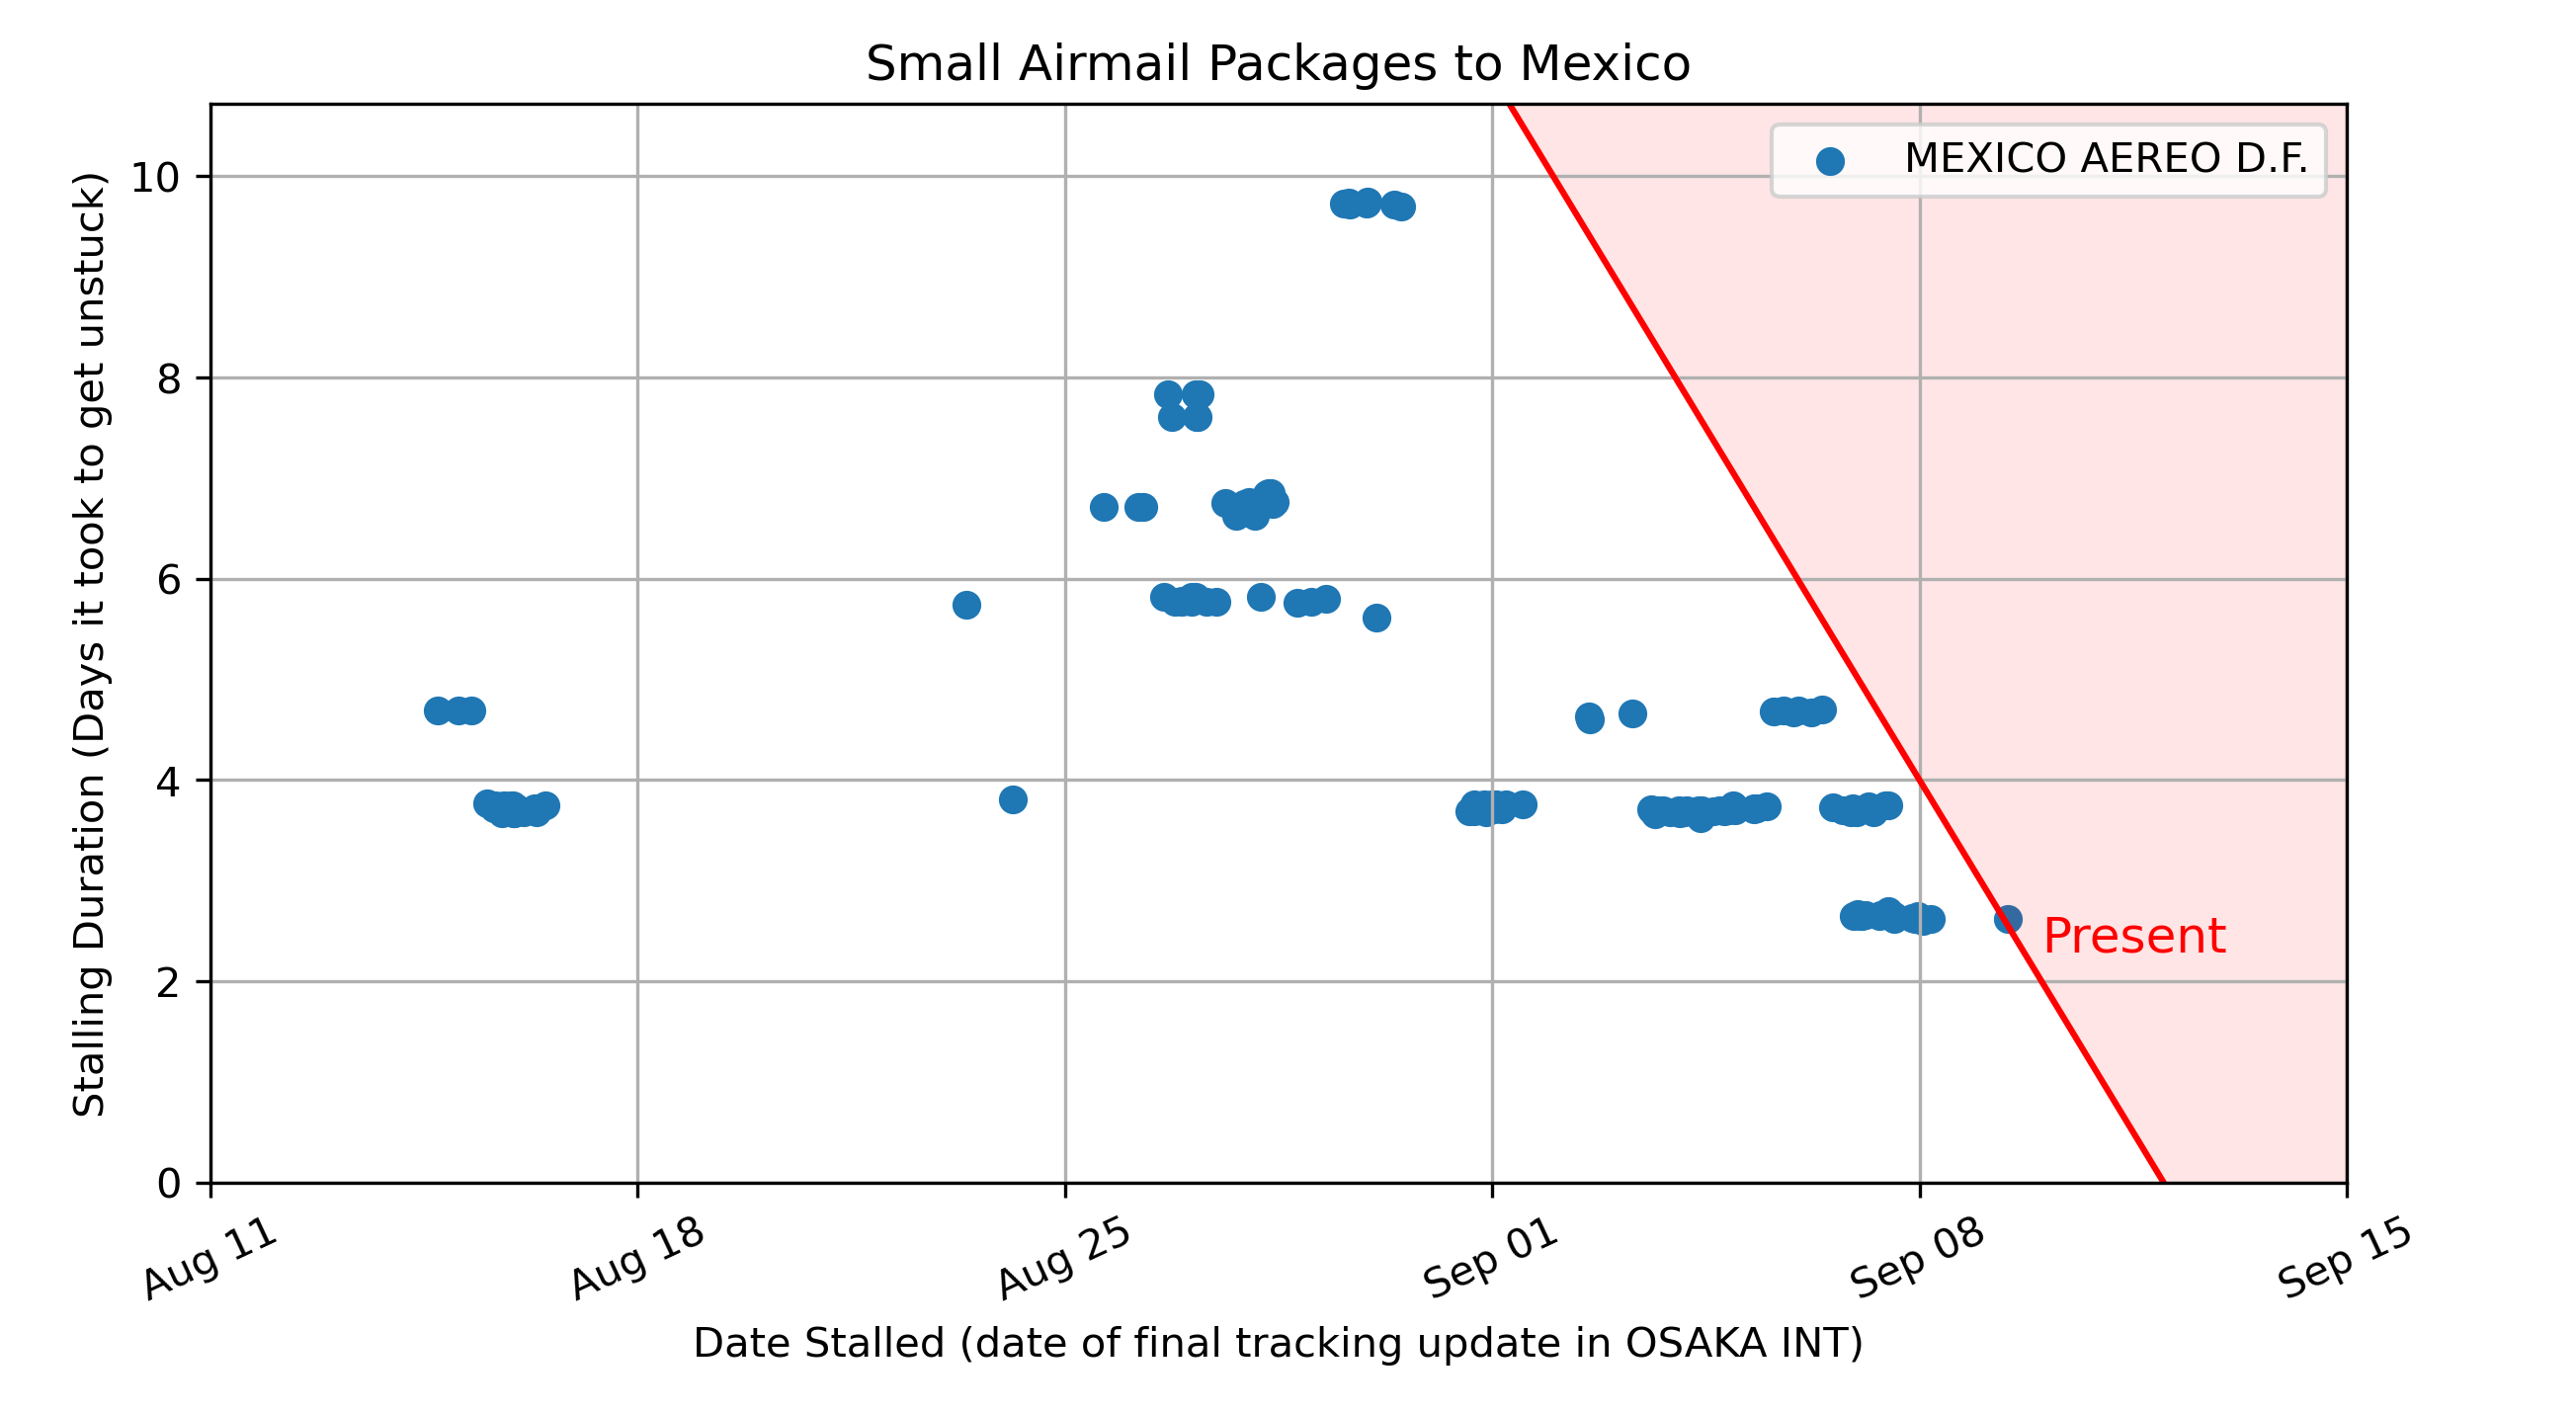 Small Airmail Packages to Mexico
MEXICO AEREO D.F.
Stalling Duration (Days it took to get unstuck)
10
8
6
4
2
0
Present
Aug 11
Aug 18
Aug 25
Sep 01
Sep 08
Sep 15
Date Stalled (date of final tracking update in OSAKA INT)